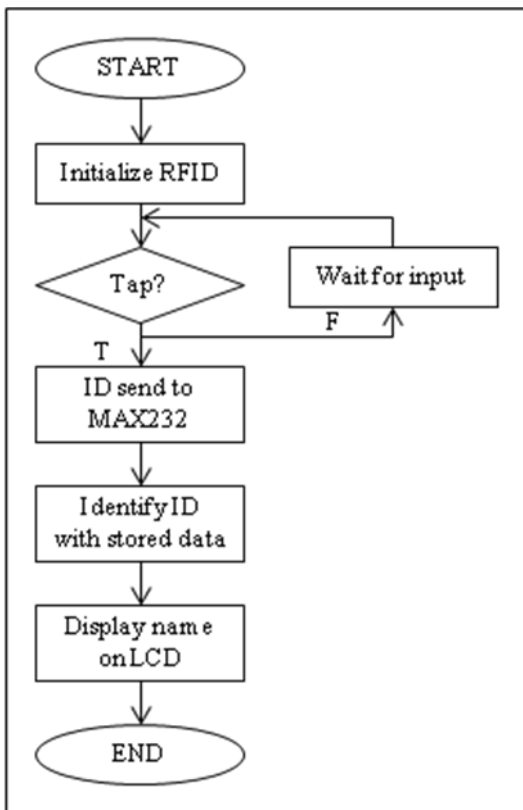 START
Initialize RFID
Tap?
Wait for input
F
T
ID send to
MAX232
Identify ID
with stored data
Display name
on LCD
END